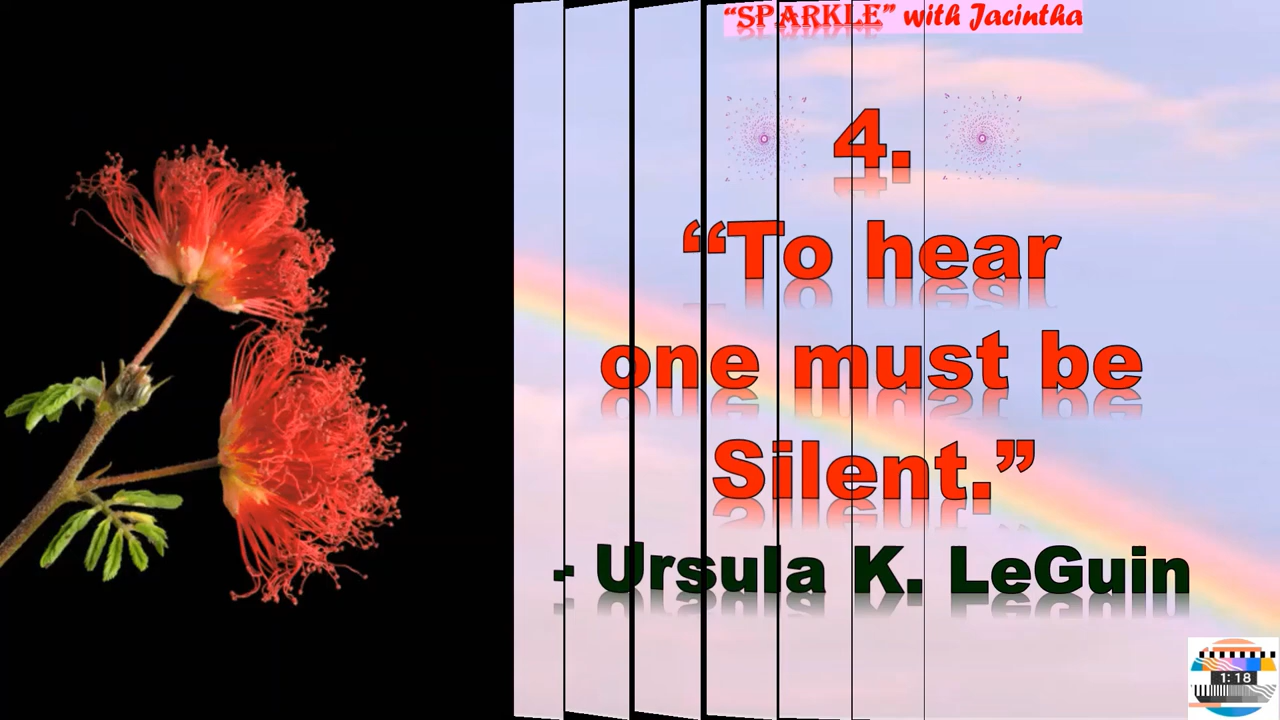 “SPARKLE” with Jacintha
4.
“To hear
one must be
Silent.”
- Ursula K. LeGuin
1:18